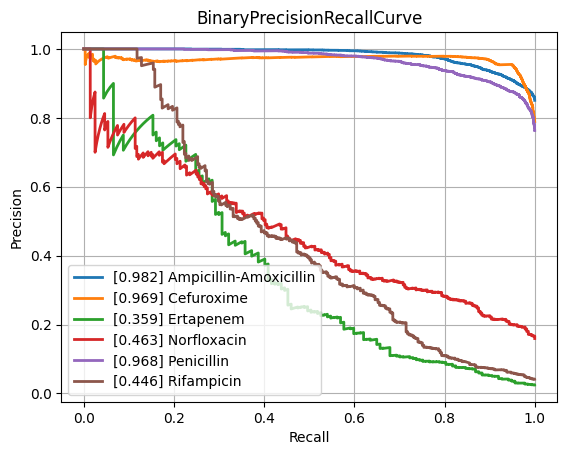 BinaryPrecisionRecallCurve
Precision
1.0
0.8
0.6
0.4
0.2
0.0
[0.982] Ampicillin-Amoxicillin
[0.969] Cefuroxime
[0.359] Ertapenem
[0.463] Norfloxacin
[0.968] Penicillin
[0.446] Rifampicin
0.0 0.2 0.4 0.6 0.8 1.0
Recall